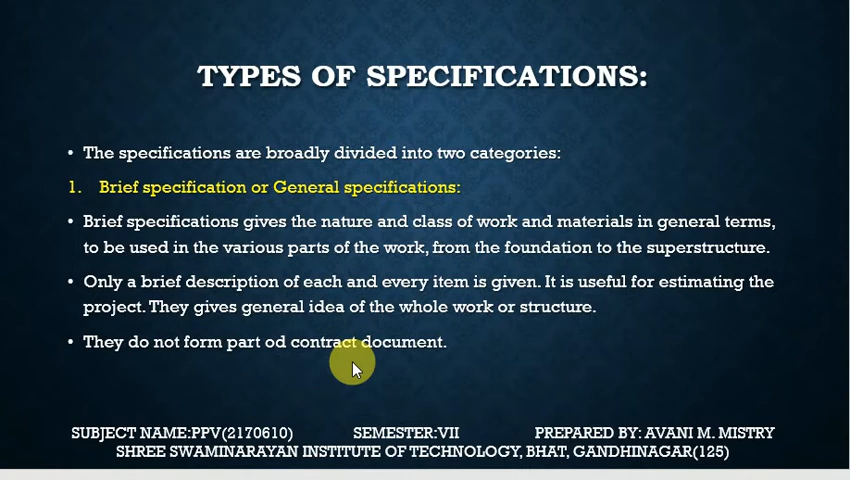 TYPES OF SPECIFICATIONS:
• The specifications are broadly divided into two categories:
1. Brief specification or General specifications:
• Brief specifications gives the nature and class of work and materials in general terms,
to be used in the various parts of the work, from the foundation to the superstructure.
• Only a brief description of each and every item is given. It is useful for estimating the
project. They gives general idea of the whole work or structure.
• They do not form part od contract document.
SUBJECT NAME:PPV(2170610) SEMESTER:VII PREPARED BY: AVANI M. MISTRY
SHREE SWAMINARAYAN INSTITUTE OF TECHNOLOGY, BHAT, GANDHINAGAR(125)